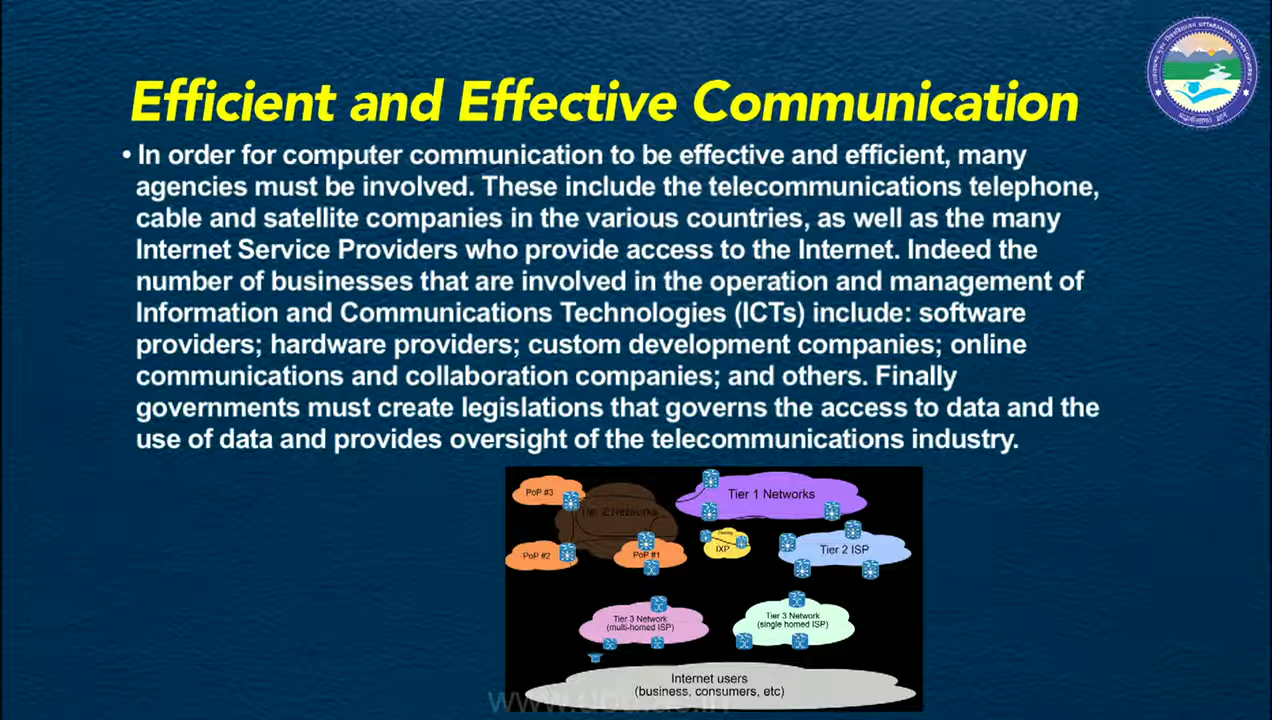 Efficient and Effective Communication
• In order for computer communication to be effective and efficient, many
agencies must be involved. These include the telecommunications telephone,
cable and satellite companies in the various countries, as well as the many
Internet Service Providers who provide access to the Internet. Indeed the
number of businesses that are involved in the operation and management of
Information and Communications Technologies (ICTs) include: software
providers; hardware providers; custom development companies; online
communications and collaboration companies; and others. Finally
governments must create legislations that governs the access to data and the
use of data and provides oversight of the telecommunications industry.
PoP #3
Tier 2 Networks
Tier 1 Networks
PoP #2
PoP #1
IXP
Tier 2 ISP
Tier 3 Network
(multi-homed ISP)
Tier 3 Network
(single homed ISP)
Internet users
(business, consumers, etc)
UTTARAKHAND OPEN UNIVERSITY